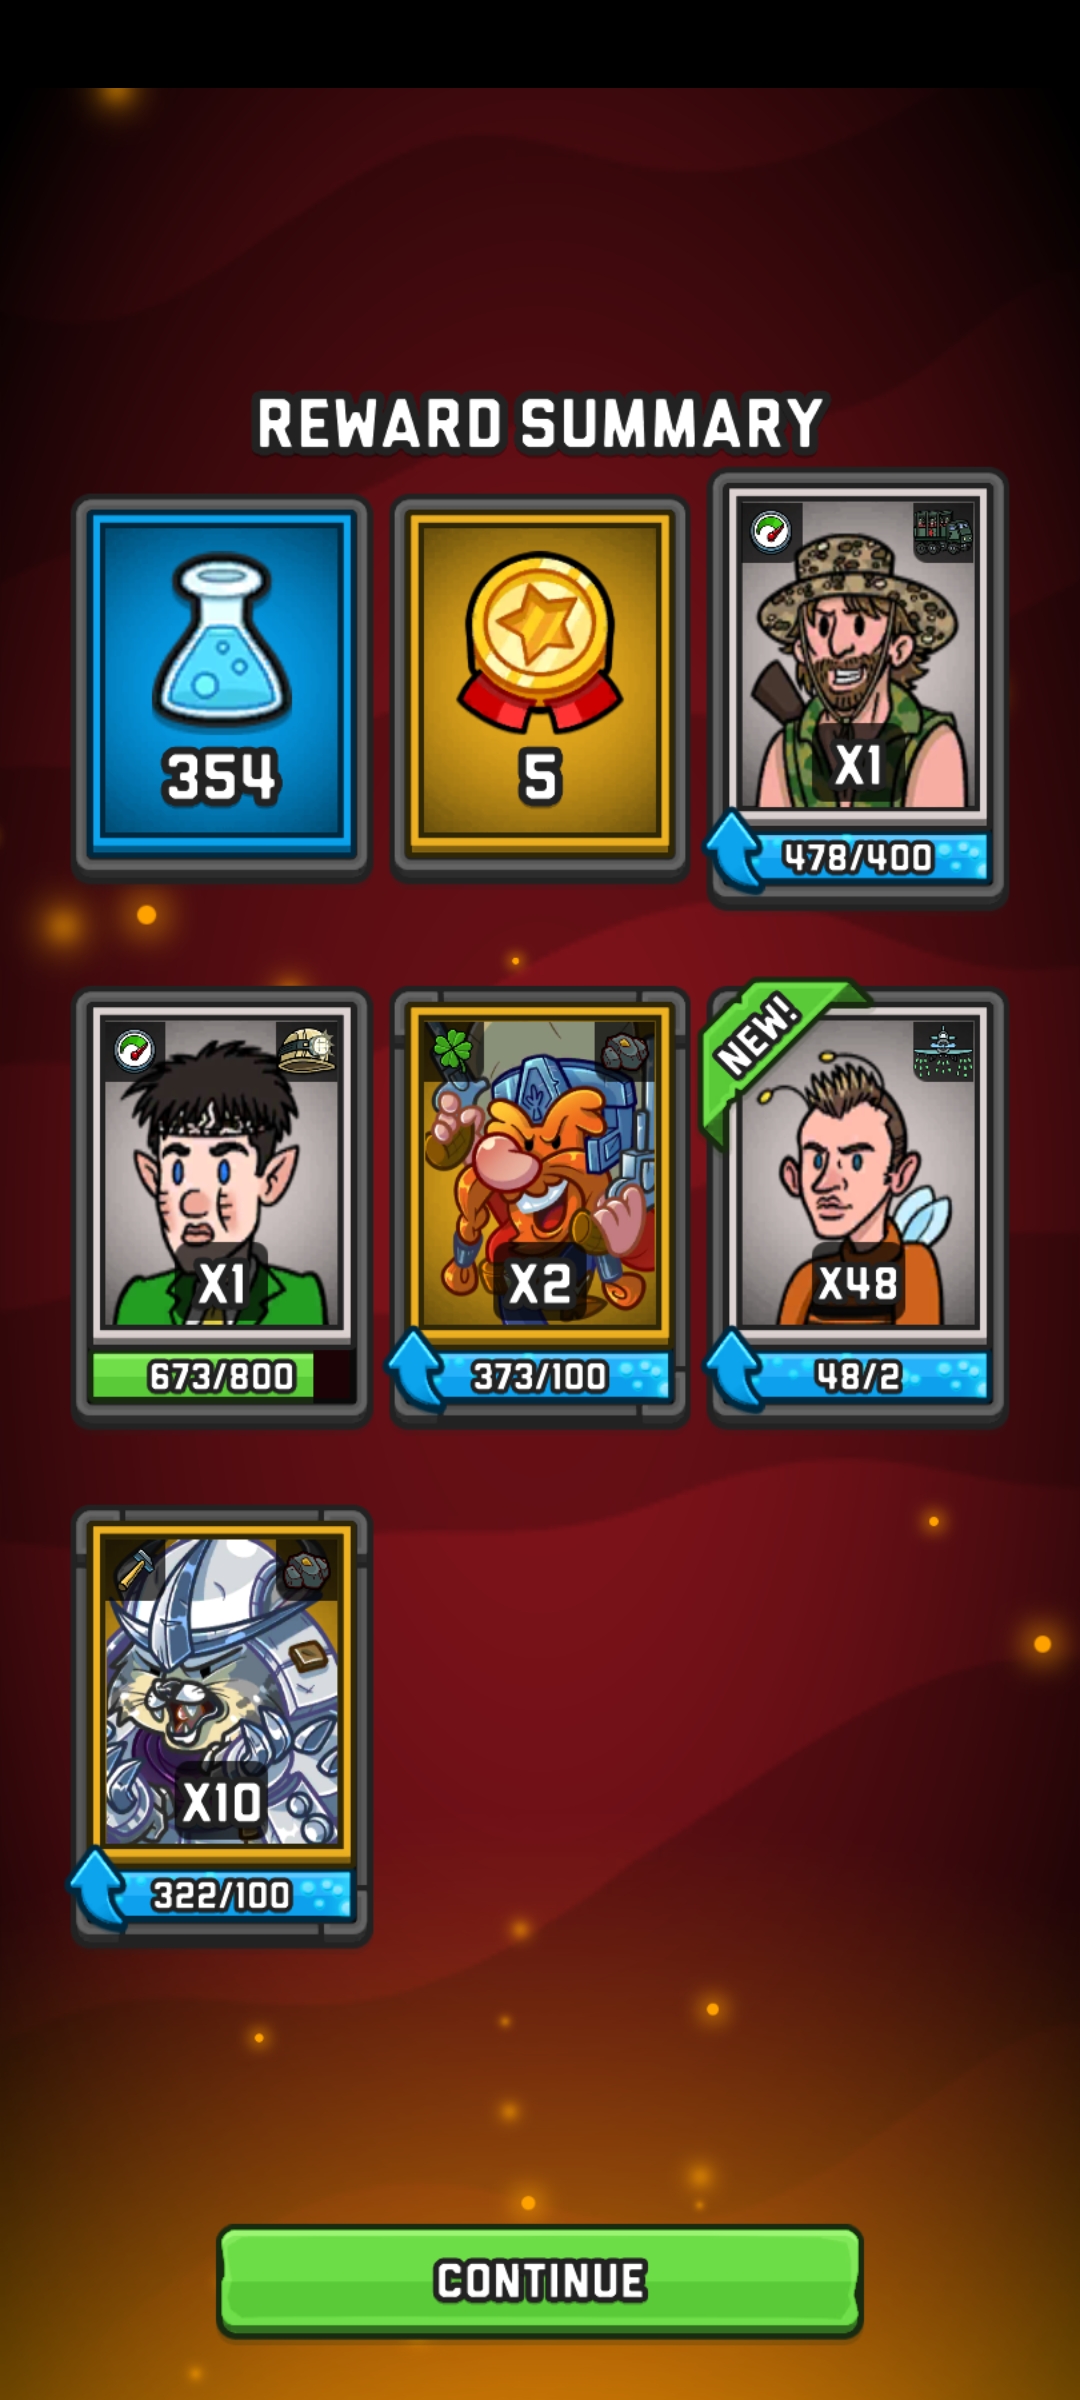 REWARD SUMMARY
354
5
X1
478/400
X1
673/800
X2
373/100
NEW!
X48
48/2
X10
322/100
CONTINUE